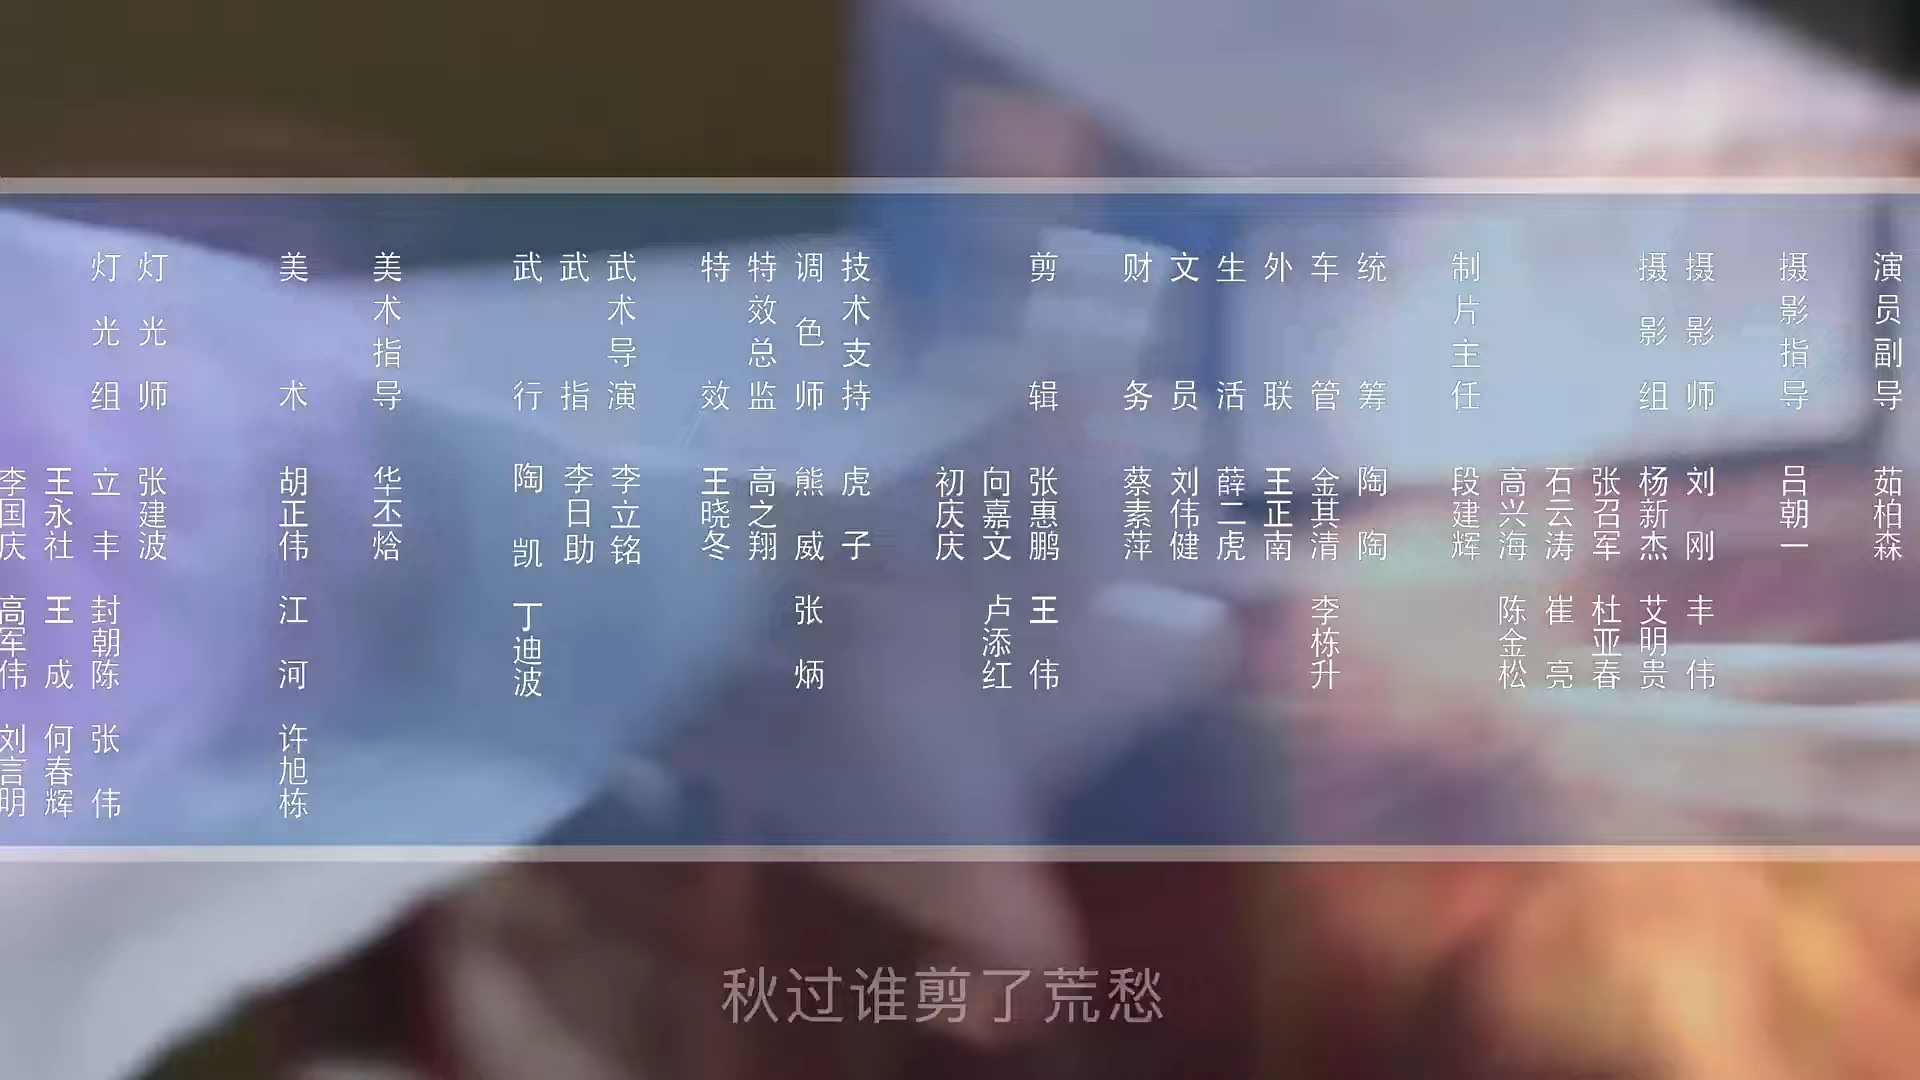 演员副导 茹柏森
摄影指导 吕朝一
摄影师 刘刚 丰伟
摄影组 杨新杰 艾明贵
张召军 杜亚春
石云涛 崔亮
高兴海 陈金松
制片主任 段建辉
统筹 陶陶
车管 金其清 李栋升
外联 王正南
生活 薛二虎
文员 刘伟健
财务 蔡素萍
剪辑 张惠鹏 王伟
向嘉文 卢添红
初庆庆
技术支持 虎子
调色师 熊威 张炳
特效总监 高之翔
特效 王晓冬
武术导演 李立铭
武指 李日助
武行 陶凯 丁迪波
美术指导 华丕焓
美术 胡正伟 江河 许旭栋
灯光师 张建波
灯光组 立丰 封朝陈 张伟
王永社 王成 何春辉
李国庆 高军伟 刘言明
秋过谁剪了荒愁